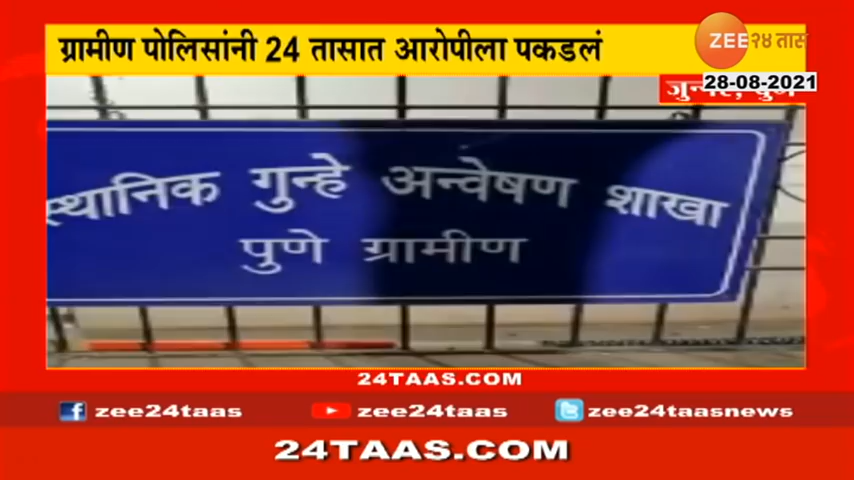 ग्रामीण पोलिसांनी 24 तासात आरोपीला पकडलं
ZEE २४ तास
28-08-2021
स्थानिक गुन्हे अन्वेषण शाखा
पुणे ग्रामीण
24TAAS.COM
zee24taas zee24taas zee24taasnews
24TAAS.COM